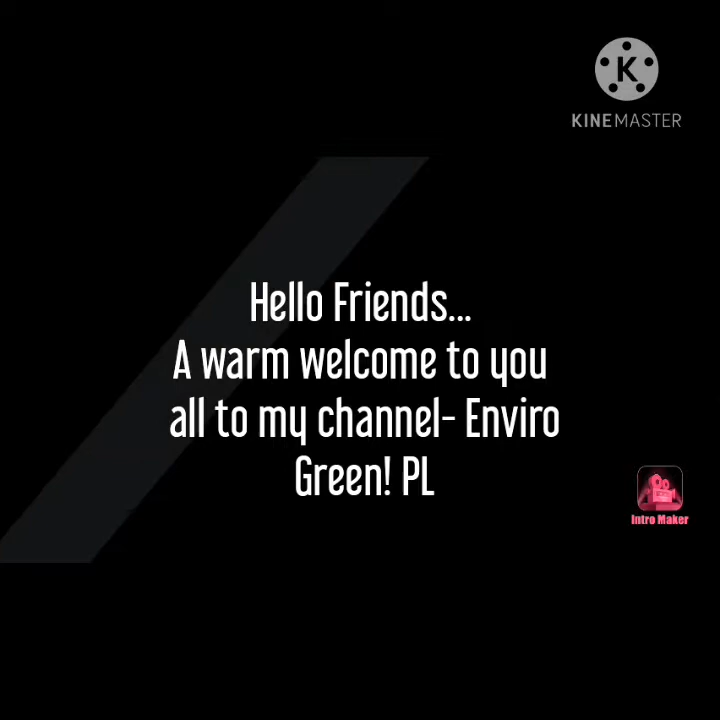 K
KINEMASTER
Hello Friends...
A warm welcome to you
all to my channel- Enviro
Green! PL
Intro Maker